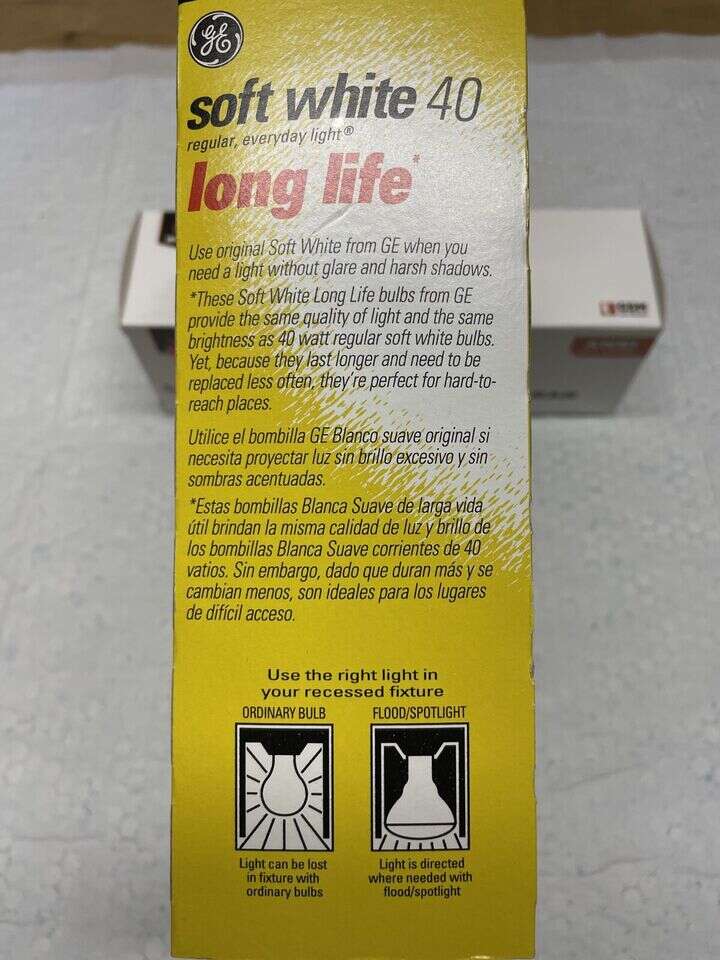 GE
soft white 40
regular, everyday light®
long life*
Use original Soft White from GE when you
need a light without glare and harsh shadows.
*These Soft White Long Life bulbs from GE
provide the same quality of light and the same
brightness as 40 watt regular soft white bulbs.
Yet, because they last longer and need to be
replaced less often, they're perfect for hard-to-
reach places.
Utilice el bombilla GE Blanco suave original si
necesita proyectar luz sin brillo excesivo y sin
sombras acentuadas.
*Estas bombillas Blanca Suave de larga vida
útil brindan la misma calidad de luz y brillo de
los bombillas Blanca Suave corrientes de 40
vatios. Sin embargo, dado que duran más y se
cambian menos, son ideales para los lugares
de difícil acceso.
Use the right light in
your recessed fixture
ORDINARY BULB
FLOOD/SPOTLIGHT
Light can be lost
in fixture with
ordinary bulbs
Light is directed
where needed with
flood/spotlight